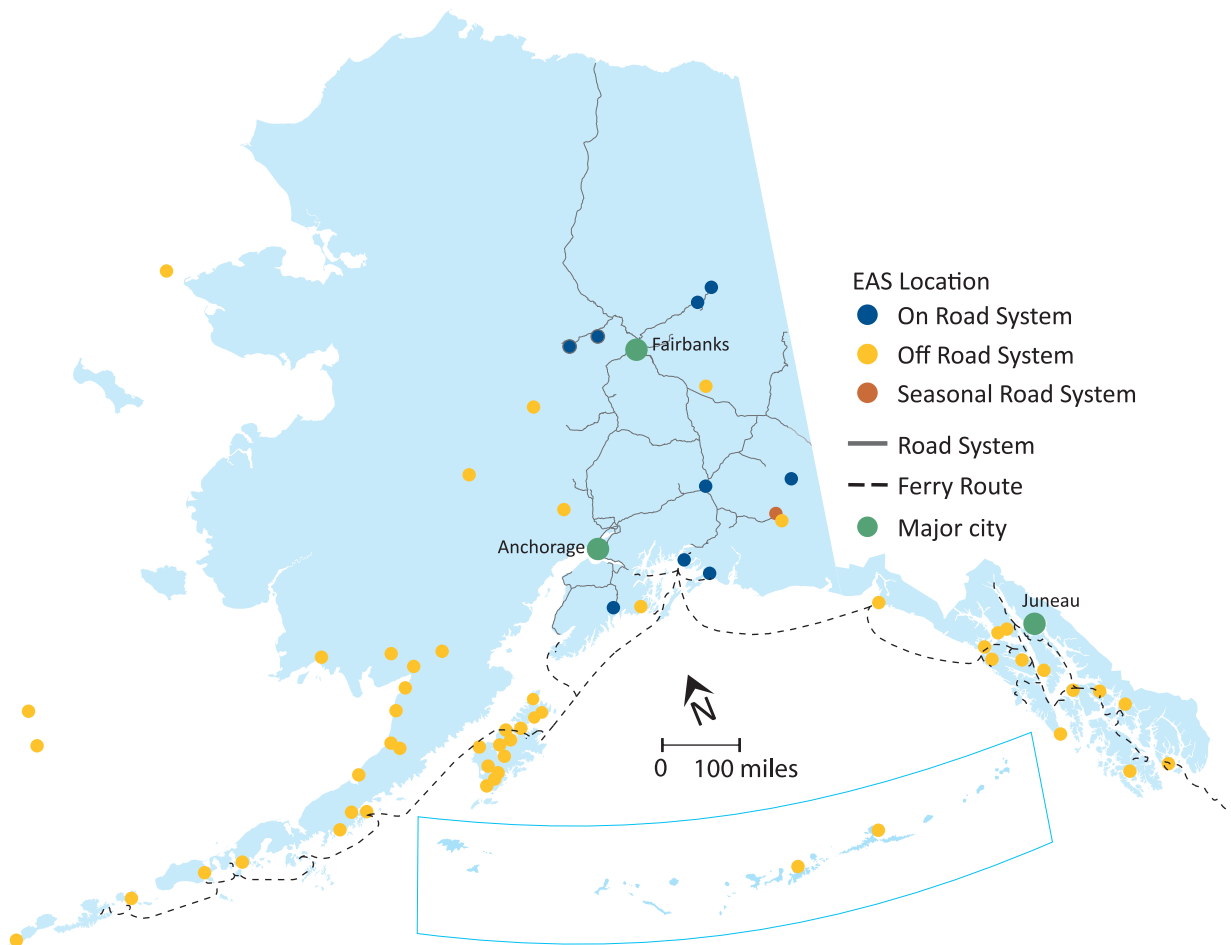 EAS Location
On Road System
Fairbanks
Off Road System
Seasonal Road System
Road System
Ferry Route
Major city
Anchorage
Juneau
N
0 100 miles